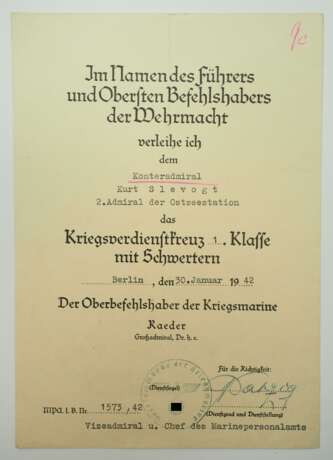 Im Namen des Führers
und Obersten Befehlshabers
der Wehrmacht
verleihe ich
dem
Konteradmiral
Kurt Slevogt
2.Admiral der Ostseestation
das
Kriegsverdienstkreuz 1. Klasse
mit Schwertern
Berlin , den 30.Januar 1942
Der Oberbefehlshaber der Kriegsmarine
Raeder
Großadmiral, Dr. h. c.
Für die Richtigkeit:
(Dienstsiegel)
MPA i. B. Nr. 1573,42
(Dienstgrad und Dienststellung)
Vizeadmiral u. Chef des Marinepersonalamts